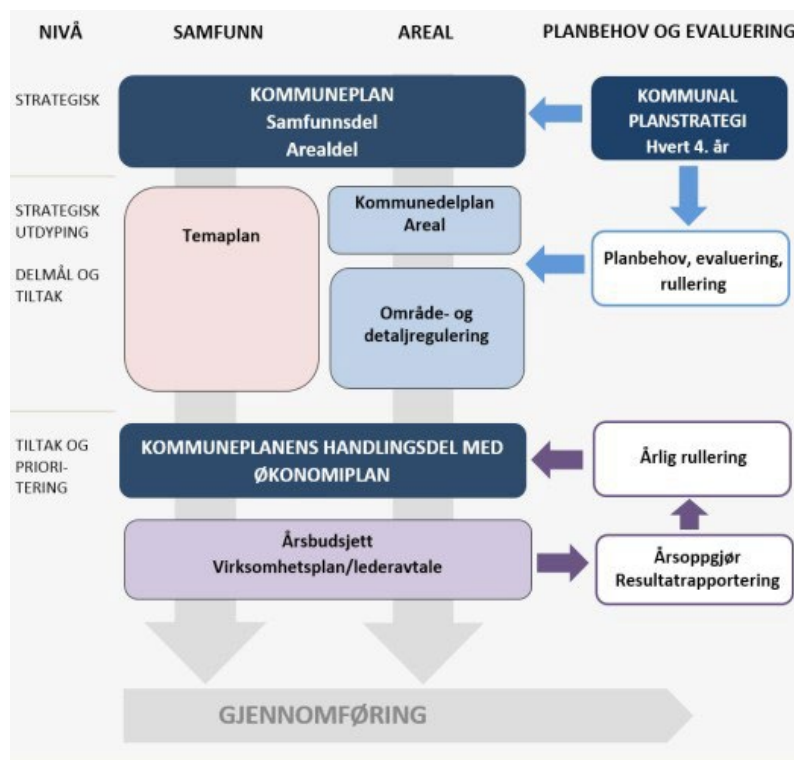 NIVÅ
SAMFUNN
AREAL
PLANBEHOV OG EVALUERING
STRATEGISK
KOMMUNEPLAN
Samfunnsdel
Arealdel
KOMMUNAL
PLANSTRATEGI
Hvert 4. år
STRATEGISK
UTDYPING
DELMÅL OG
TILTAK
Temaplan
Kommunedelplan
Areal
Område- og
detaljregulering
Planbehov, evaluering,
rullering
TILTAK OG
PRIORI-
TERING
KOMMUNEPLANENS HANDLINGSDEL MED
ØKONOMIPLAN
Årlig rullering
Årsbudsjett
Virksomhetsplan/lederavtale
Årsoppgjør
Resultatrapportering
GJENNOMFØRING